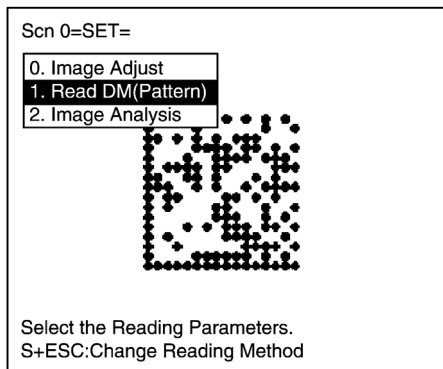 Scn 0=SET=
0. Image Adjust
1. Read DM(Pattern)
2. Image Analysis
Select the Reading Parameters.
S+ESC:Change Reading Method